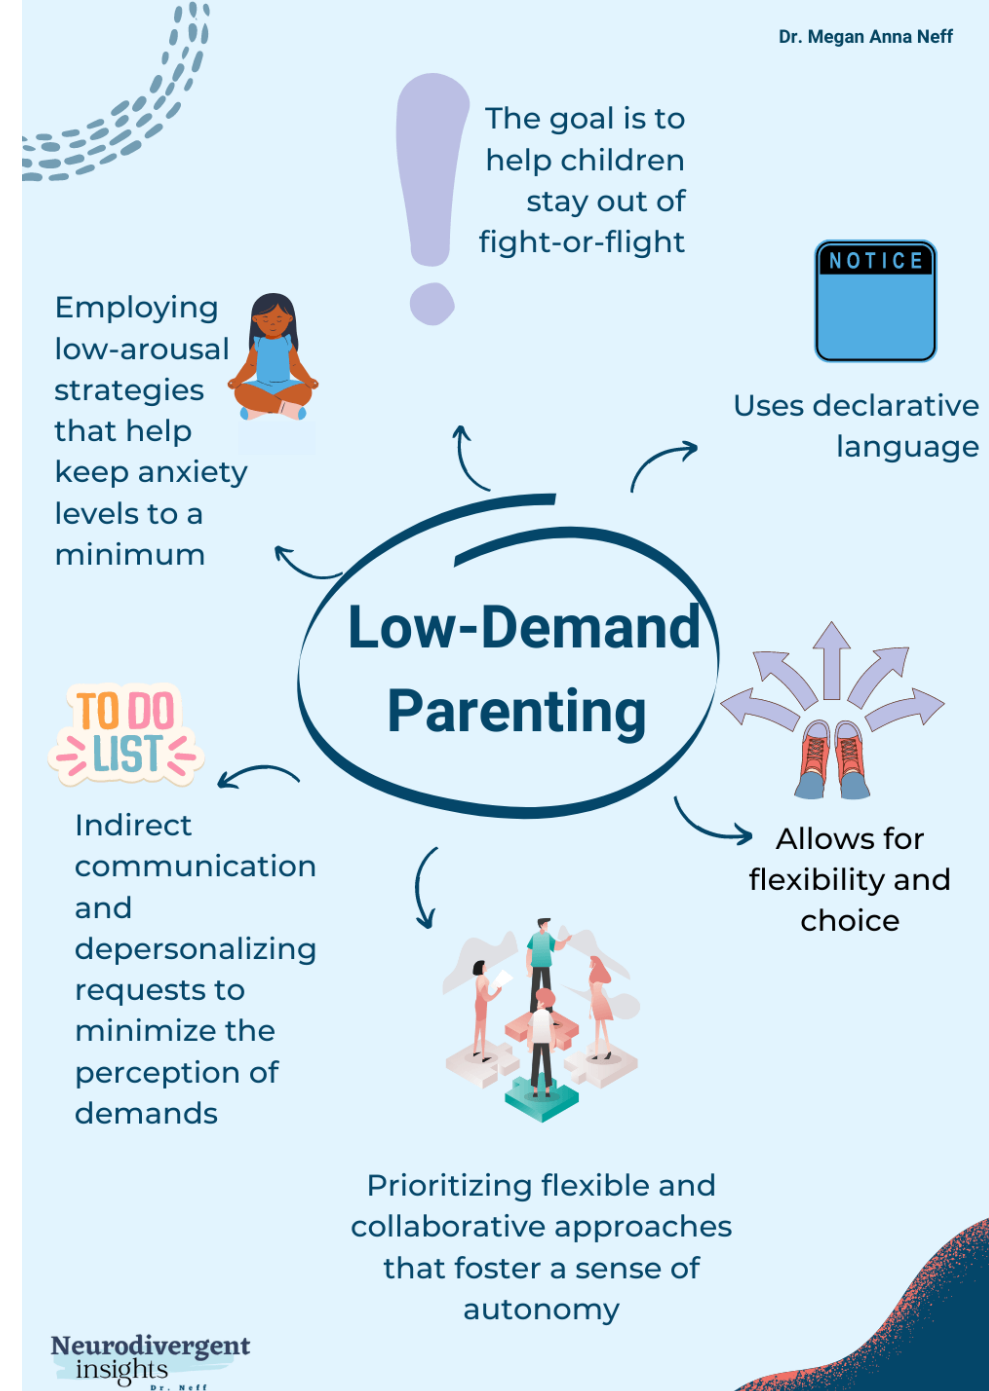 Dr. Megan Anna Neff
The goal is to
help children
stay out of
fight-or-flight
NOTICE
Uses declarative
language
Employing
low-arousal
strategies
that help
keep anxiety
levels to a
minimum
Low-Demand
Parenting
TO DO
LIST
Indirect
communication
and
depersonalizing
requests to
minimize the
perception of
demands
Allows for
flexibility and
choice
Prioritizing flexible and
collaborative approaches
that foster a sense of
autonomy
Neurodivergent
insights
Dr. Neff